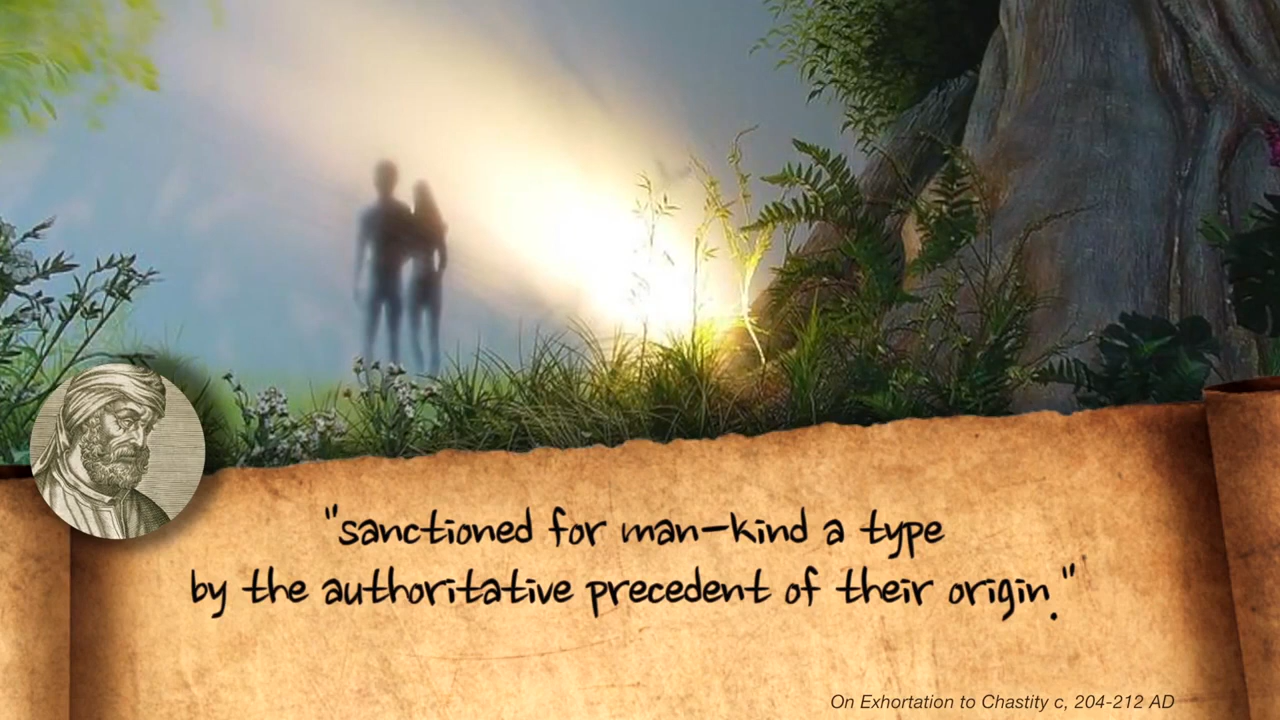 "sanctioned for man-kind a type
by the authoritative precedent of their origin."
On Exhortation to Chastity c, 204-212 AD